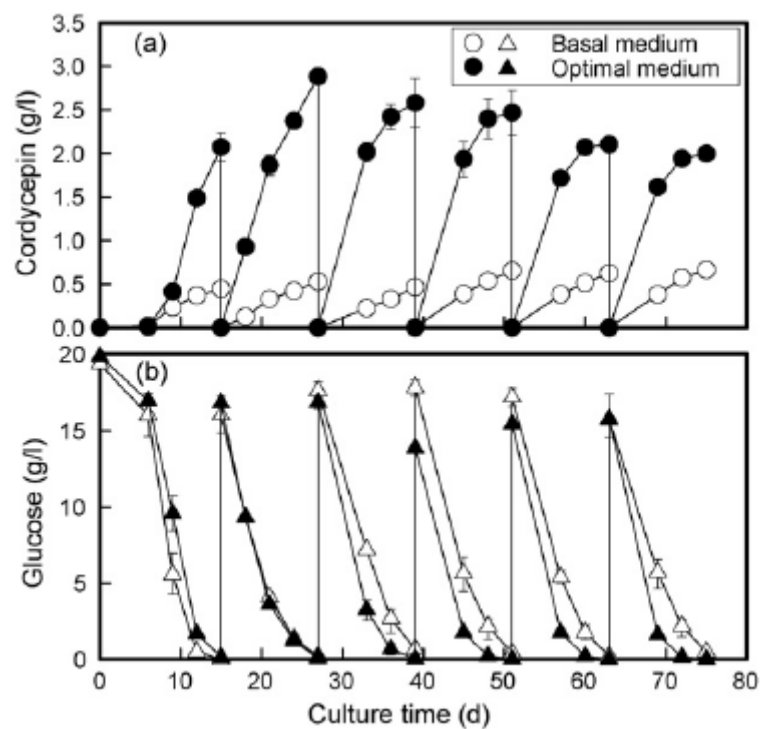 (a)
Basal medium
Optimal medium
Cordycepin (g/l)
3.5
3.0
2.5
2.0
1.5
1.0
0.5
0.0
(b)
Glucose (g/l)
20
15
10
5
0
0 10 20 30 40 50 60 70 80
Culture time (d)